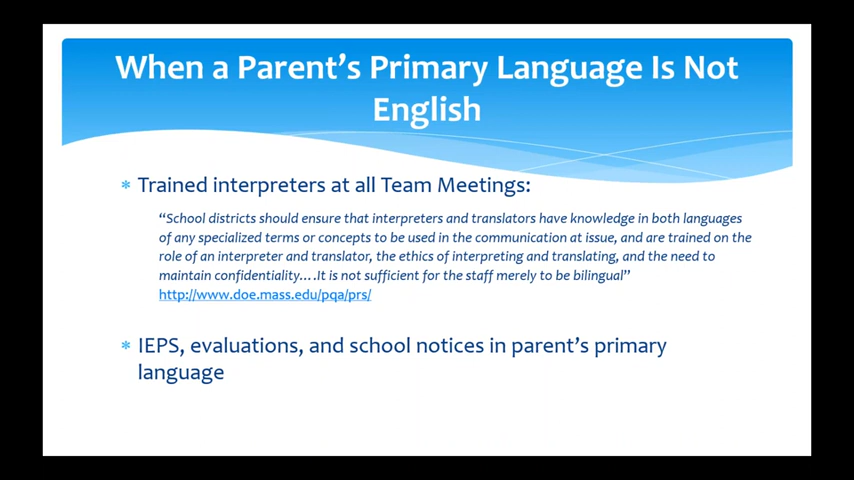 When a Parent's Primary Language Is Not
English
* Trained interpreters at all Team Meetings:
“School districts should ensure that interpreters and translators have knowledge in both languages
of any specialized terms or concepts to be used in the communication at issue, and are trained on the
role of an interpreter and translator, the ethics of interpreting and translating, and the need to
maintain confidentiality….It is not sufficient for the staff merely to be bilingual”
http://www.doe.mass.edu/pqa/prs/
* IEPS, evaluations, and school notices in parent's primary
language